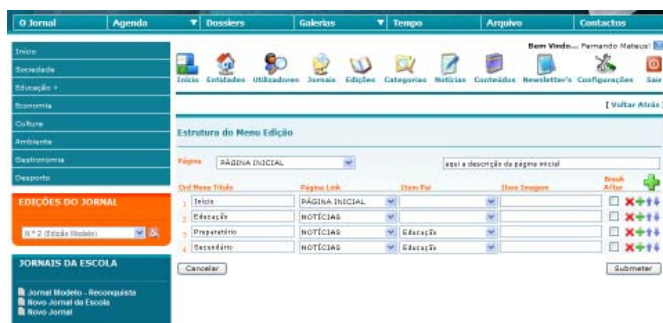 O Jornal Agenda Dossiers Galerias Tempo Arquivo Contactos
Bem Vindo... Fernando Mateus!
Início
Sociedade
Educação +
Economia
Cultura
Ambiente
Gastronomia
Desporto
EDIÇÕES DO JORNAL
N.º 2 (Edição Modelo)
JORNAIS DA ESCOLA
Jornal Modelo - Reconquista
Novo Jornal da Escola
Novo Jornal
Início Entidades Utilizadores Jornais Edições Categorias Notícias Conteúdos Newsletter's Configurações Sair
[ Voltar Atrás ]
Estrutura do Menu Edição
Página PÁGINA INICIAL aqui a descrição da página inicial
Ord Menu Titulo Página Link Item Pai Item Imagem Break After
1 Início PÁGINA INICIAL
2 Educação NOTÍCIAS
3 Preparatório NOTÍCIAS Educação
4 Secundário NOTÍCIAS Educação
Cancelar Submeter